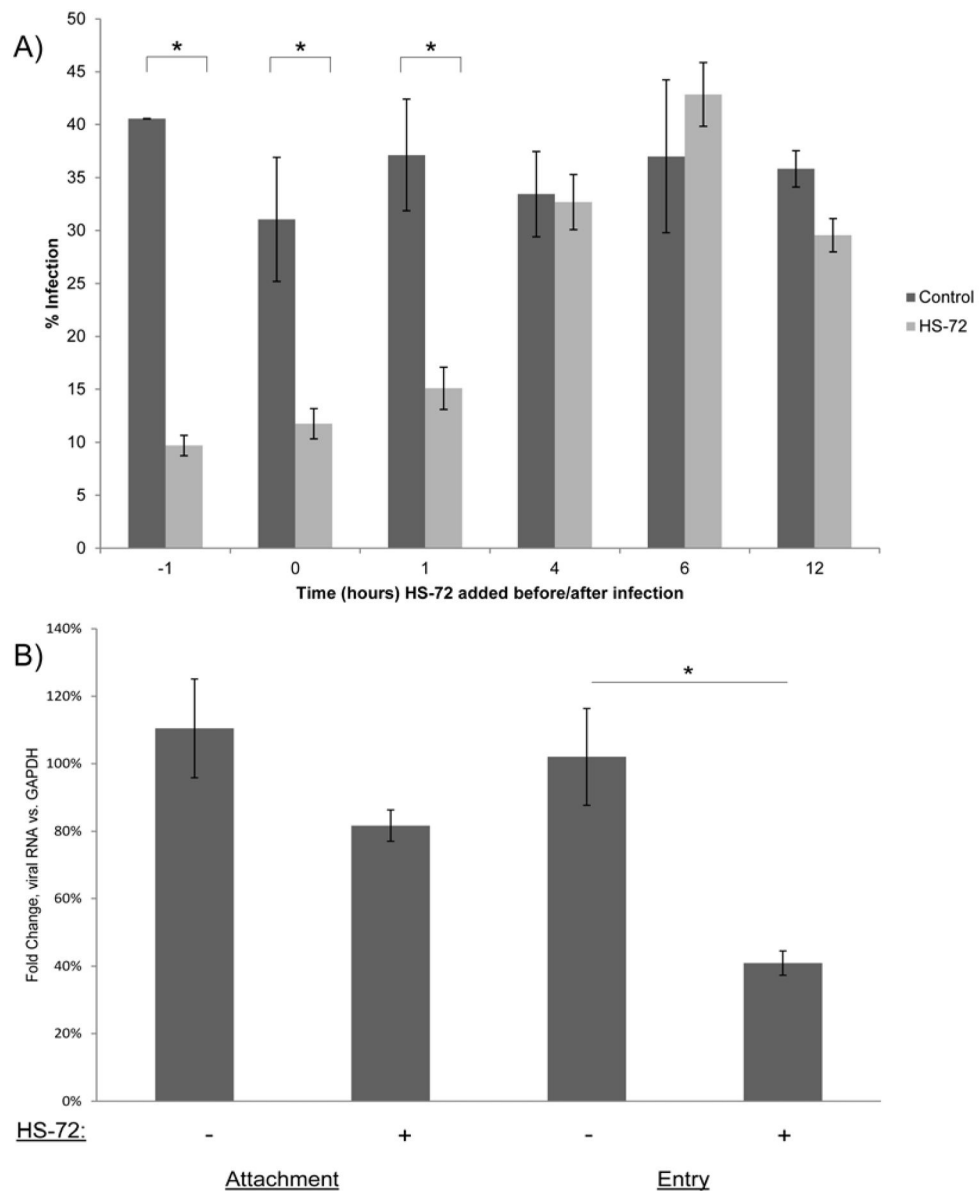 A)
50
45
40
35
30
25
20
15
10
5
0
% Infection
* * *
-1 0 1 4 6 12
Time (hours) HS-72 added before/after infection
Control
HS-72
B)
140%
120%
100%
80%
60%
40%
20%
0%
Fold Change, viral RNA vs. GAPDH
*
HS-72: - + - +
Attachment Entry